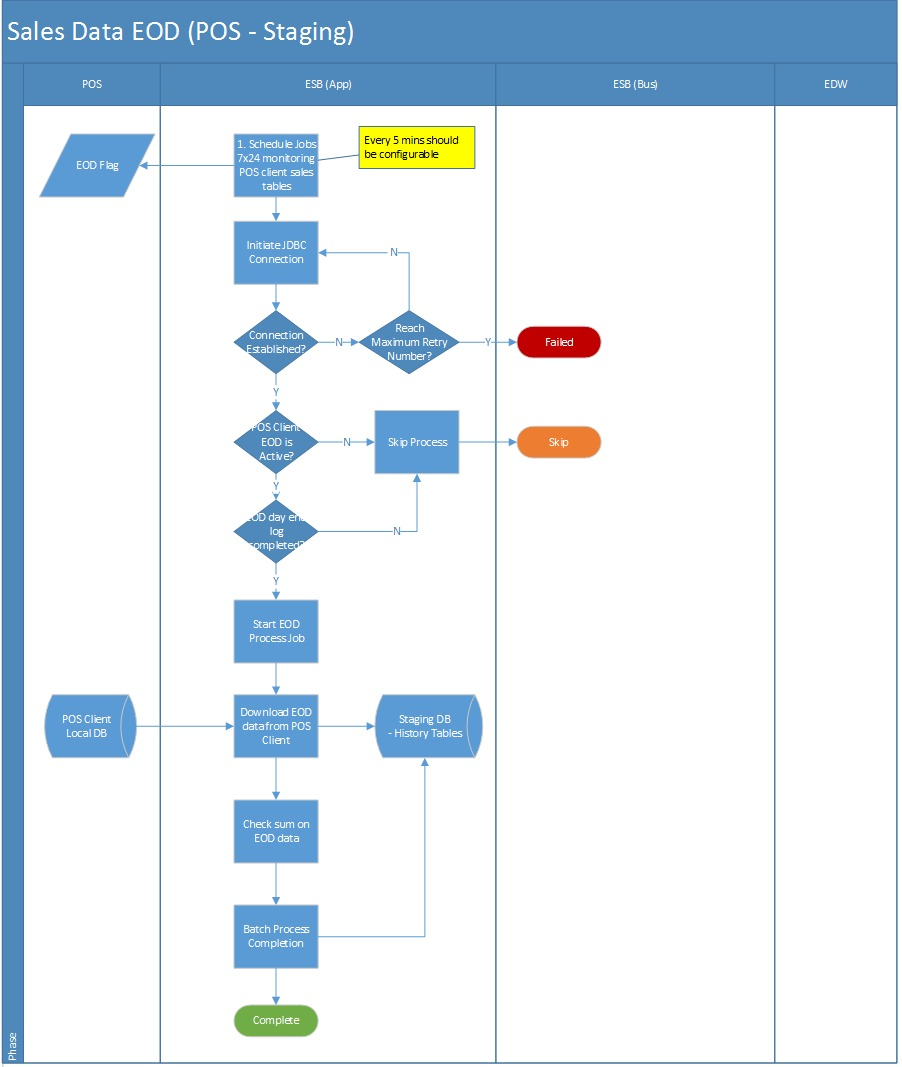 Sales Data EOD (POS - Staging)
POS
ESB (App)
ESB (Bus)
EDW
EOD Flag
1. Schedule Jobs
7x24 monitoring
POS client sales
tables
Every 5 mins should
be configurable
Initiate JDBC
Connection
N
Connection
Established?
N
Reach
Maximum Retry
Number?
Y
Failed
Y
POS Client
EOD is
Active?
N
Skip Process
Skip
Y
EOD day end
log
completed?
N
Y
Start EOD
Process Job
POS Client
Local DB
Download EOD
data from POS
Client
Staging DB
- History Tables
Check sum on
EOD data
Batch Process
Completion
Complete
Phase